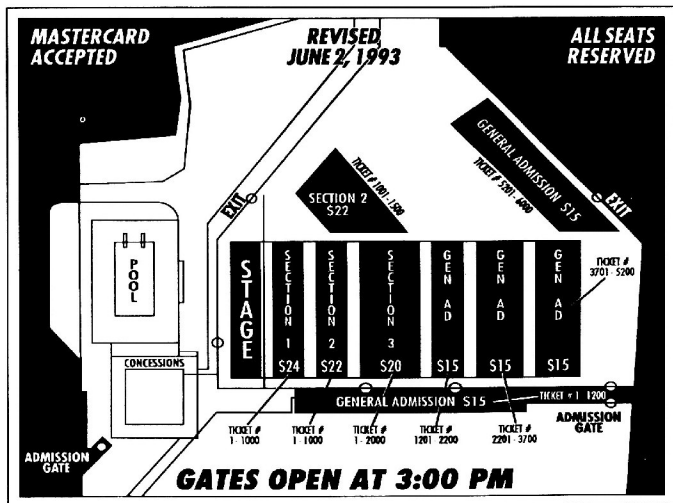 MASTERCARD
ACCEPTED
REVISED
JUNE 2, 1993
ALL SEATS
RESERVED
GENERAL ADMISSION $15
TICKET # 5201-6000
EXIT
TICKET # 1001-1500
SECTION 2
$22
EXIT
POOL
STAGE
SECTION 1
$24
SECTION 2
$22
SECTION 3
$20
GEN AD
$15
GEN AD
$15
GEN AD
$15
TICKET #
3701-5200
CONCESSIONS
GENERAL ADMISSION $15
TICKET # 1-1200
ADMISSION
GATE
TICKET #
1-1000
TICKET #
1-1000
TICKET #
1-2000
TICKET #
1201-2200
TICKET #
2201-3700
ADMISSION
GATE
GATES OPEN AT 3:00 PM